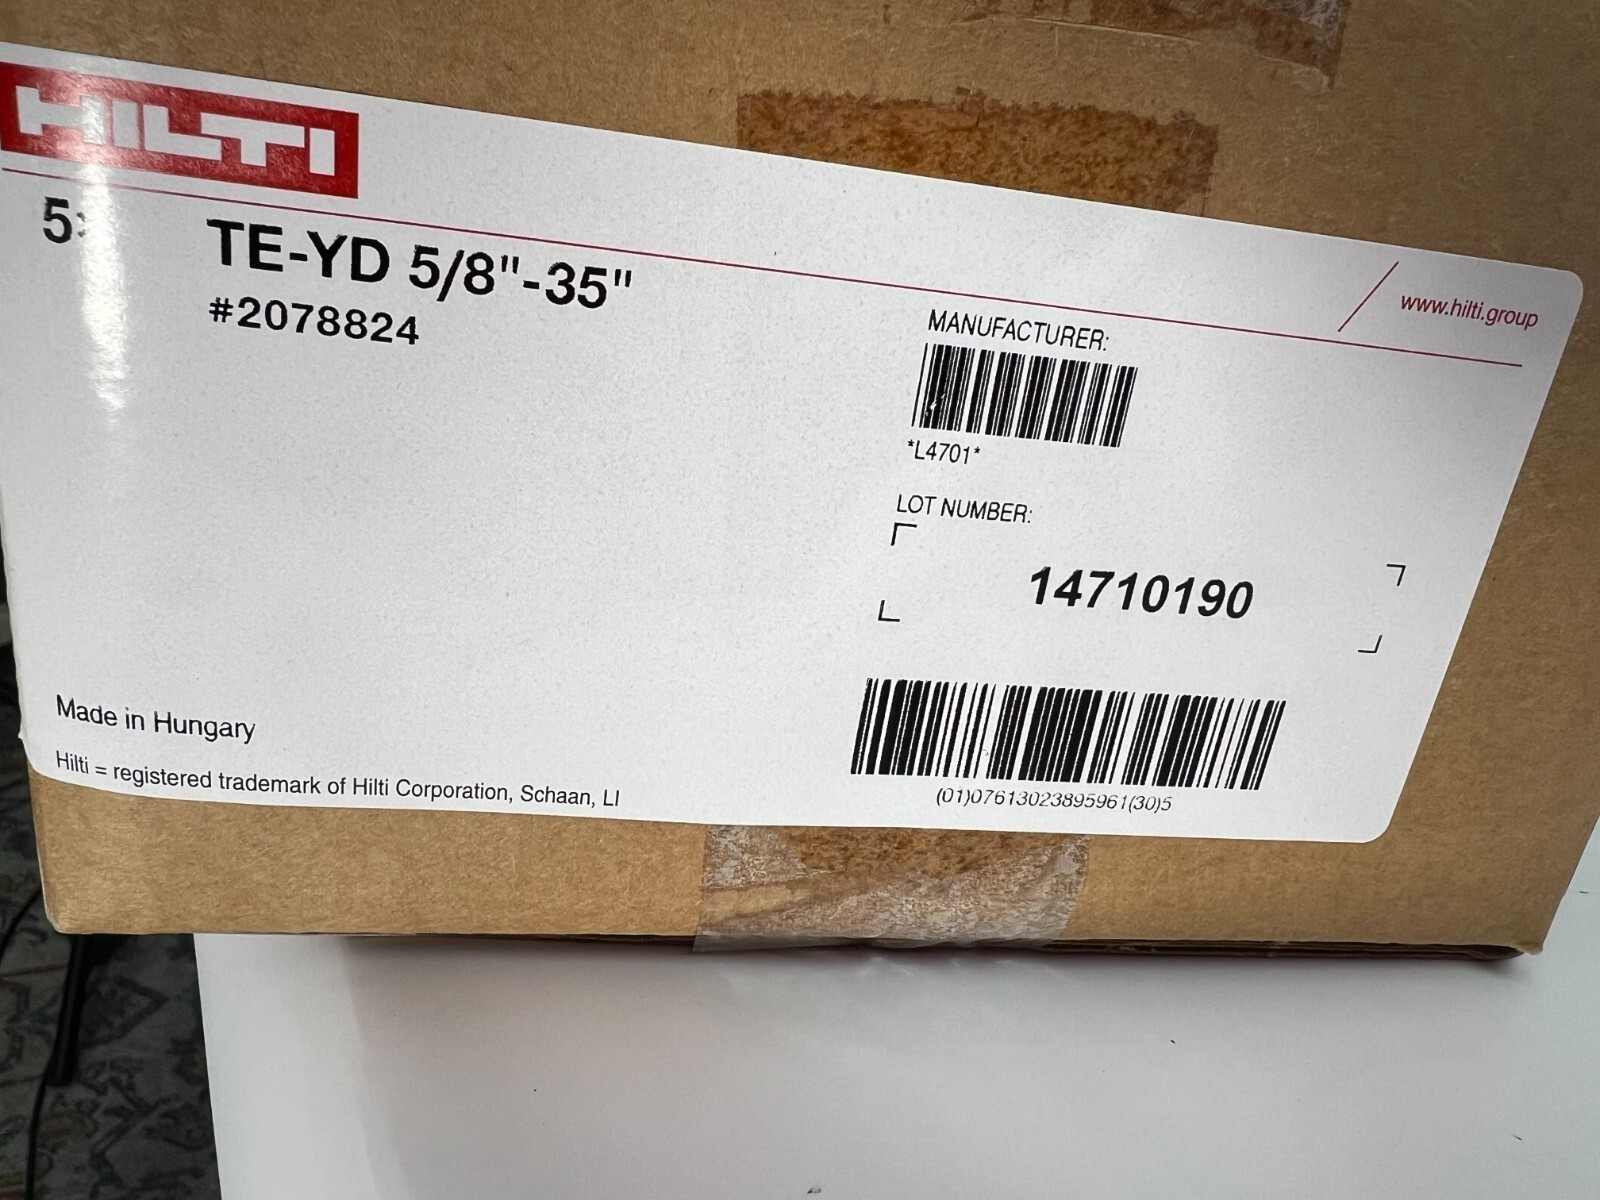 HILTI
5x TE-YD 5/8"-35"
#2078824
www.hilti.group
MANUFACTURER:
*L4701*
LOT NUMBER:
14710190
(01)07613023895961(30)5
Made in Hungary
Hilti = registered trademark of Hilti Corporation, Schaan, LI